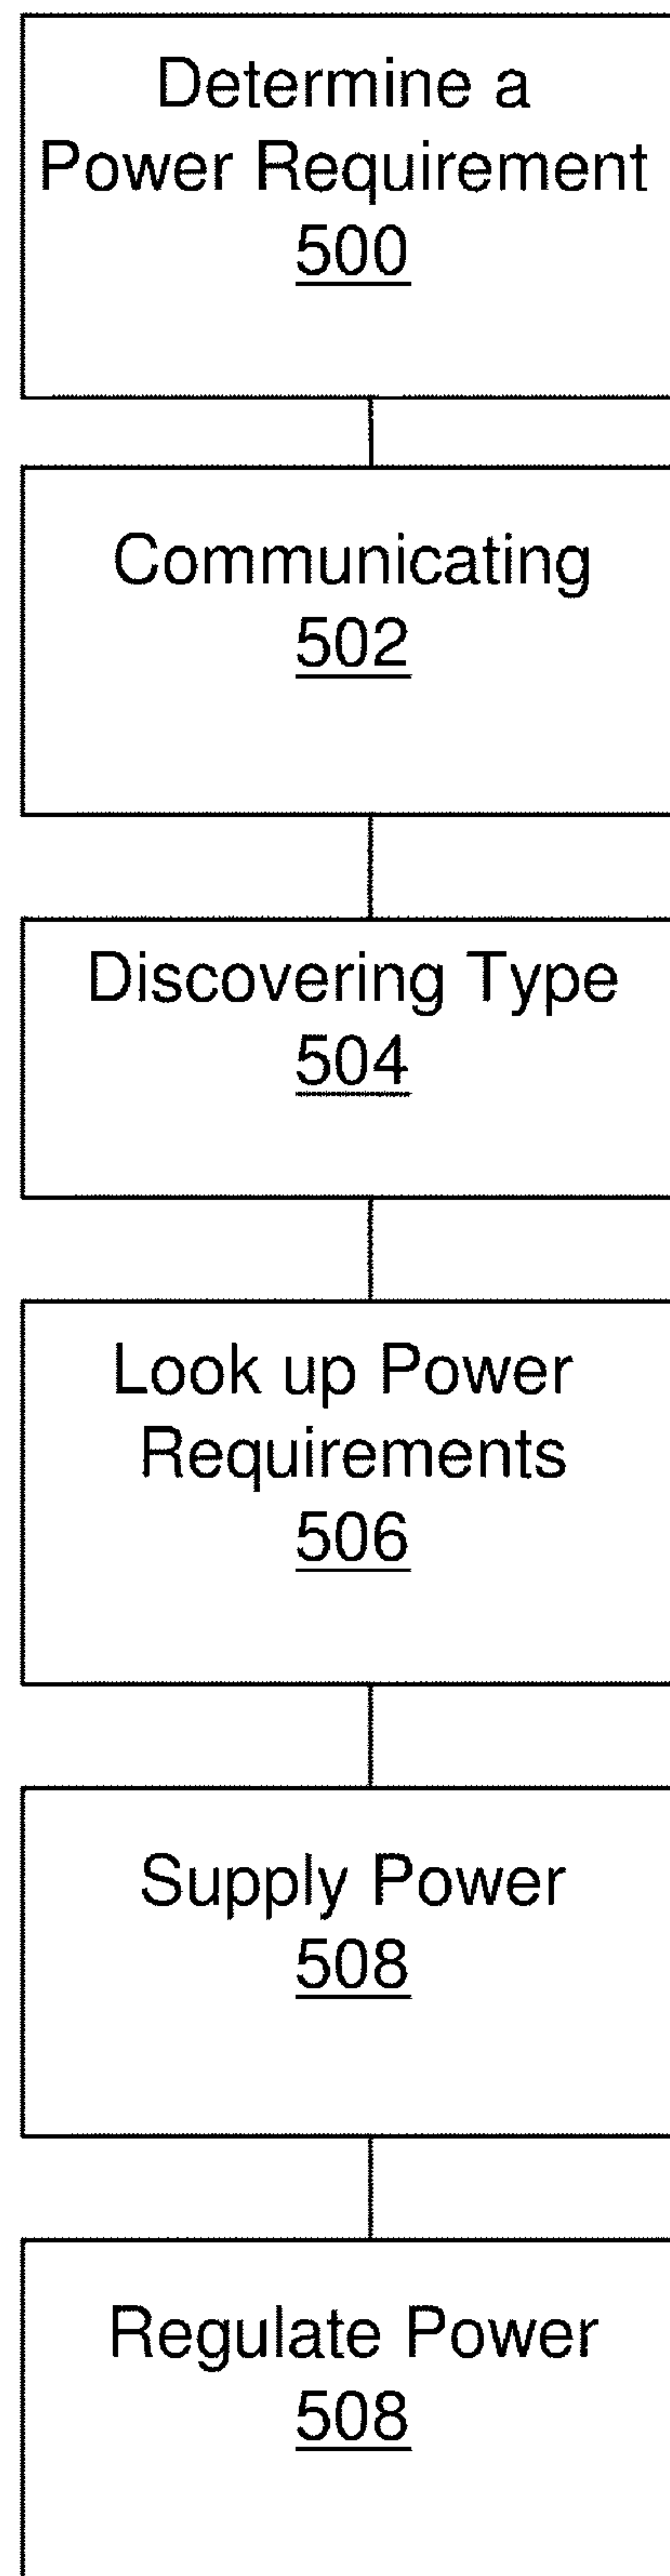 Determine a
Power Requirement
500
Communicating
502
Discovering Type
504
Look up Power
Requirements
506
Supply Power
508
Regulate Power
508